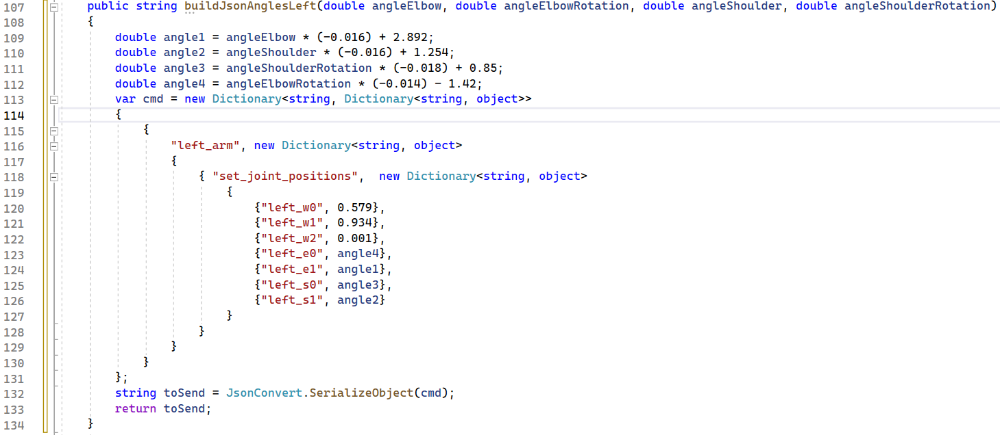 107 public string buildJsonAnglesLeft(double angleElbow, double angleElbowRotation, double angleShoulder, double angleShoulderRotation)
108 {
109 double angle1 = angleElbow * (-0.016) + 2.892;
110 double angle2 = angleShoulder * (-0.016) + 1.254;
111 double angle3 = angleShoulderRotation * (-0.018) + 0.85;
112 double angle4 = angleElbowRotation * (-0.014) - 1.42;
113 var cmd = new Dictionary<string, Dictionary<string, object>>
114 {
115 {
116 "left_arm", new Dictionary<string, object>
117 {
118 { "set_joint_positions",  new Dictionary<string, object>
119 {
120 {"left_w0", 0.579},
121 {"left_w1", 0.934},
122 {"left_w2", 0.001},
123 {"left_e0", angle4},
124 {"left_e1", angle1},
125 {"left_s0", angle3},
126 {"left_s1", angle2}
127 }
128 }
129 }
130 }
131 };
132 string toSend = JsonConvert.SerializeObject(cmd);
133 return toSend;
134 }